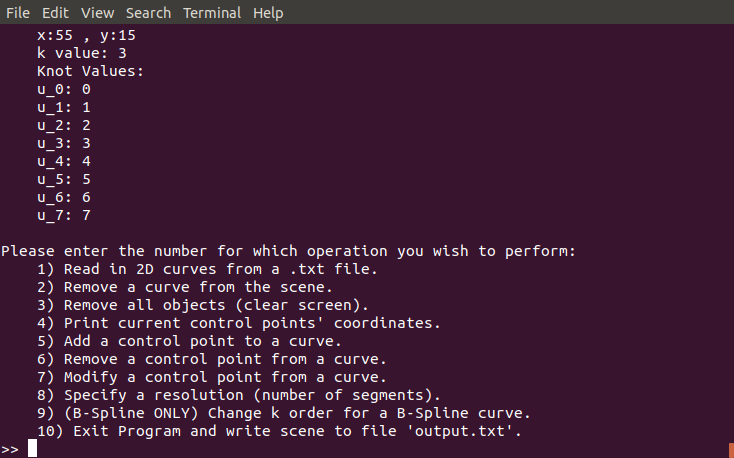 File Edit View Search Terminal Help
x:55 , y:15
k value: 3
Knot Values:
u_0: 0
u_1: 1
u_2: 2
u_3: 3
u_4: 4
u_5: 5
u_6: 6
u_7: 7
Please enter the number for which operation you wish to perform:
1) Read in 2D curves from a .txt file.
2) Remove a curve from the scene.
3) Remove all objects (clear screen).
4) Print current control points' coordinates.
5) Add a control point to a curve.
6) Remove a control point from a curve.
7) Modify a control point from a curve.
8) Specify a resolution (number of segments).
9) (B-Spline ONLY) Change k order for a B-Spline curve.
10) Exit Program and write scene to file 'output.txt'.
>>